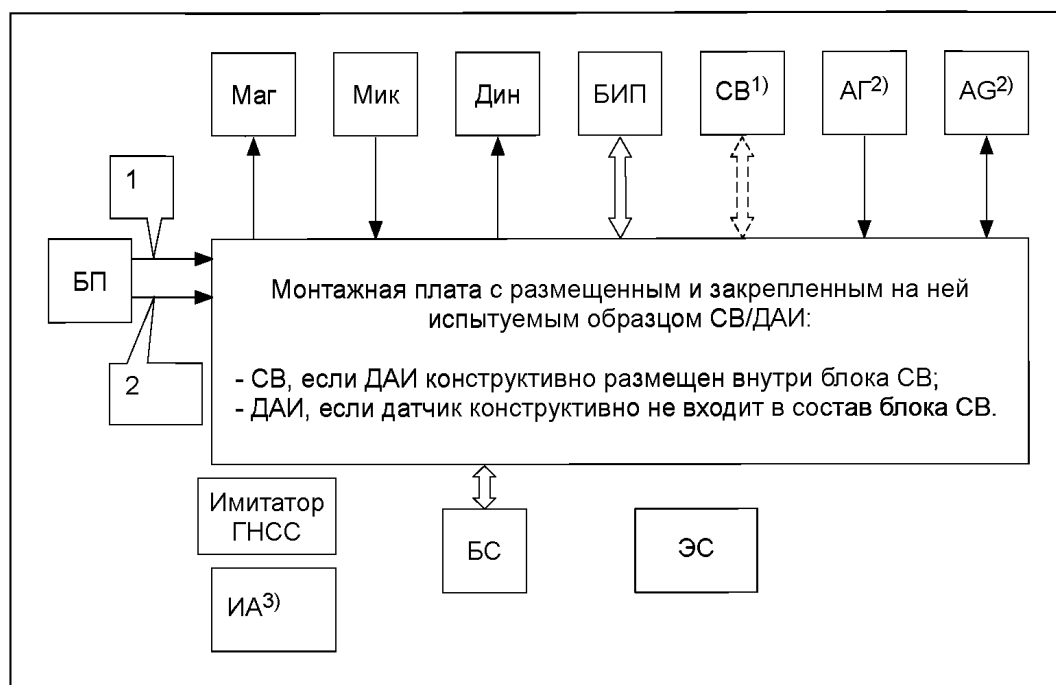 Маг
Мик
Дин
БИП
СВ1)
АГ2)
AG2)
1
БП
2
Монтажная плата с размещенным и закрепленным на ней
испытуемым образцом СВ/ДАИ:
- СВ, если ДАИ конструктивно размещен внутри блока СВ;
- ДАИ, если датчик конструктивно не входит в состав блока СВ.
Имитатор
ГНСС
БС
ЭС
ИА3)